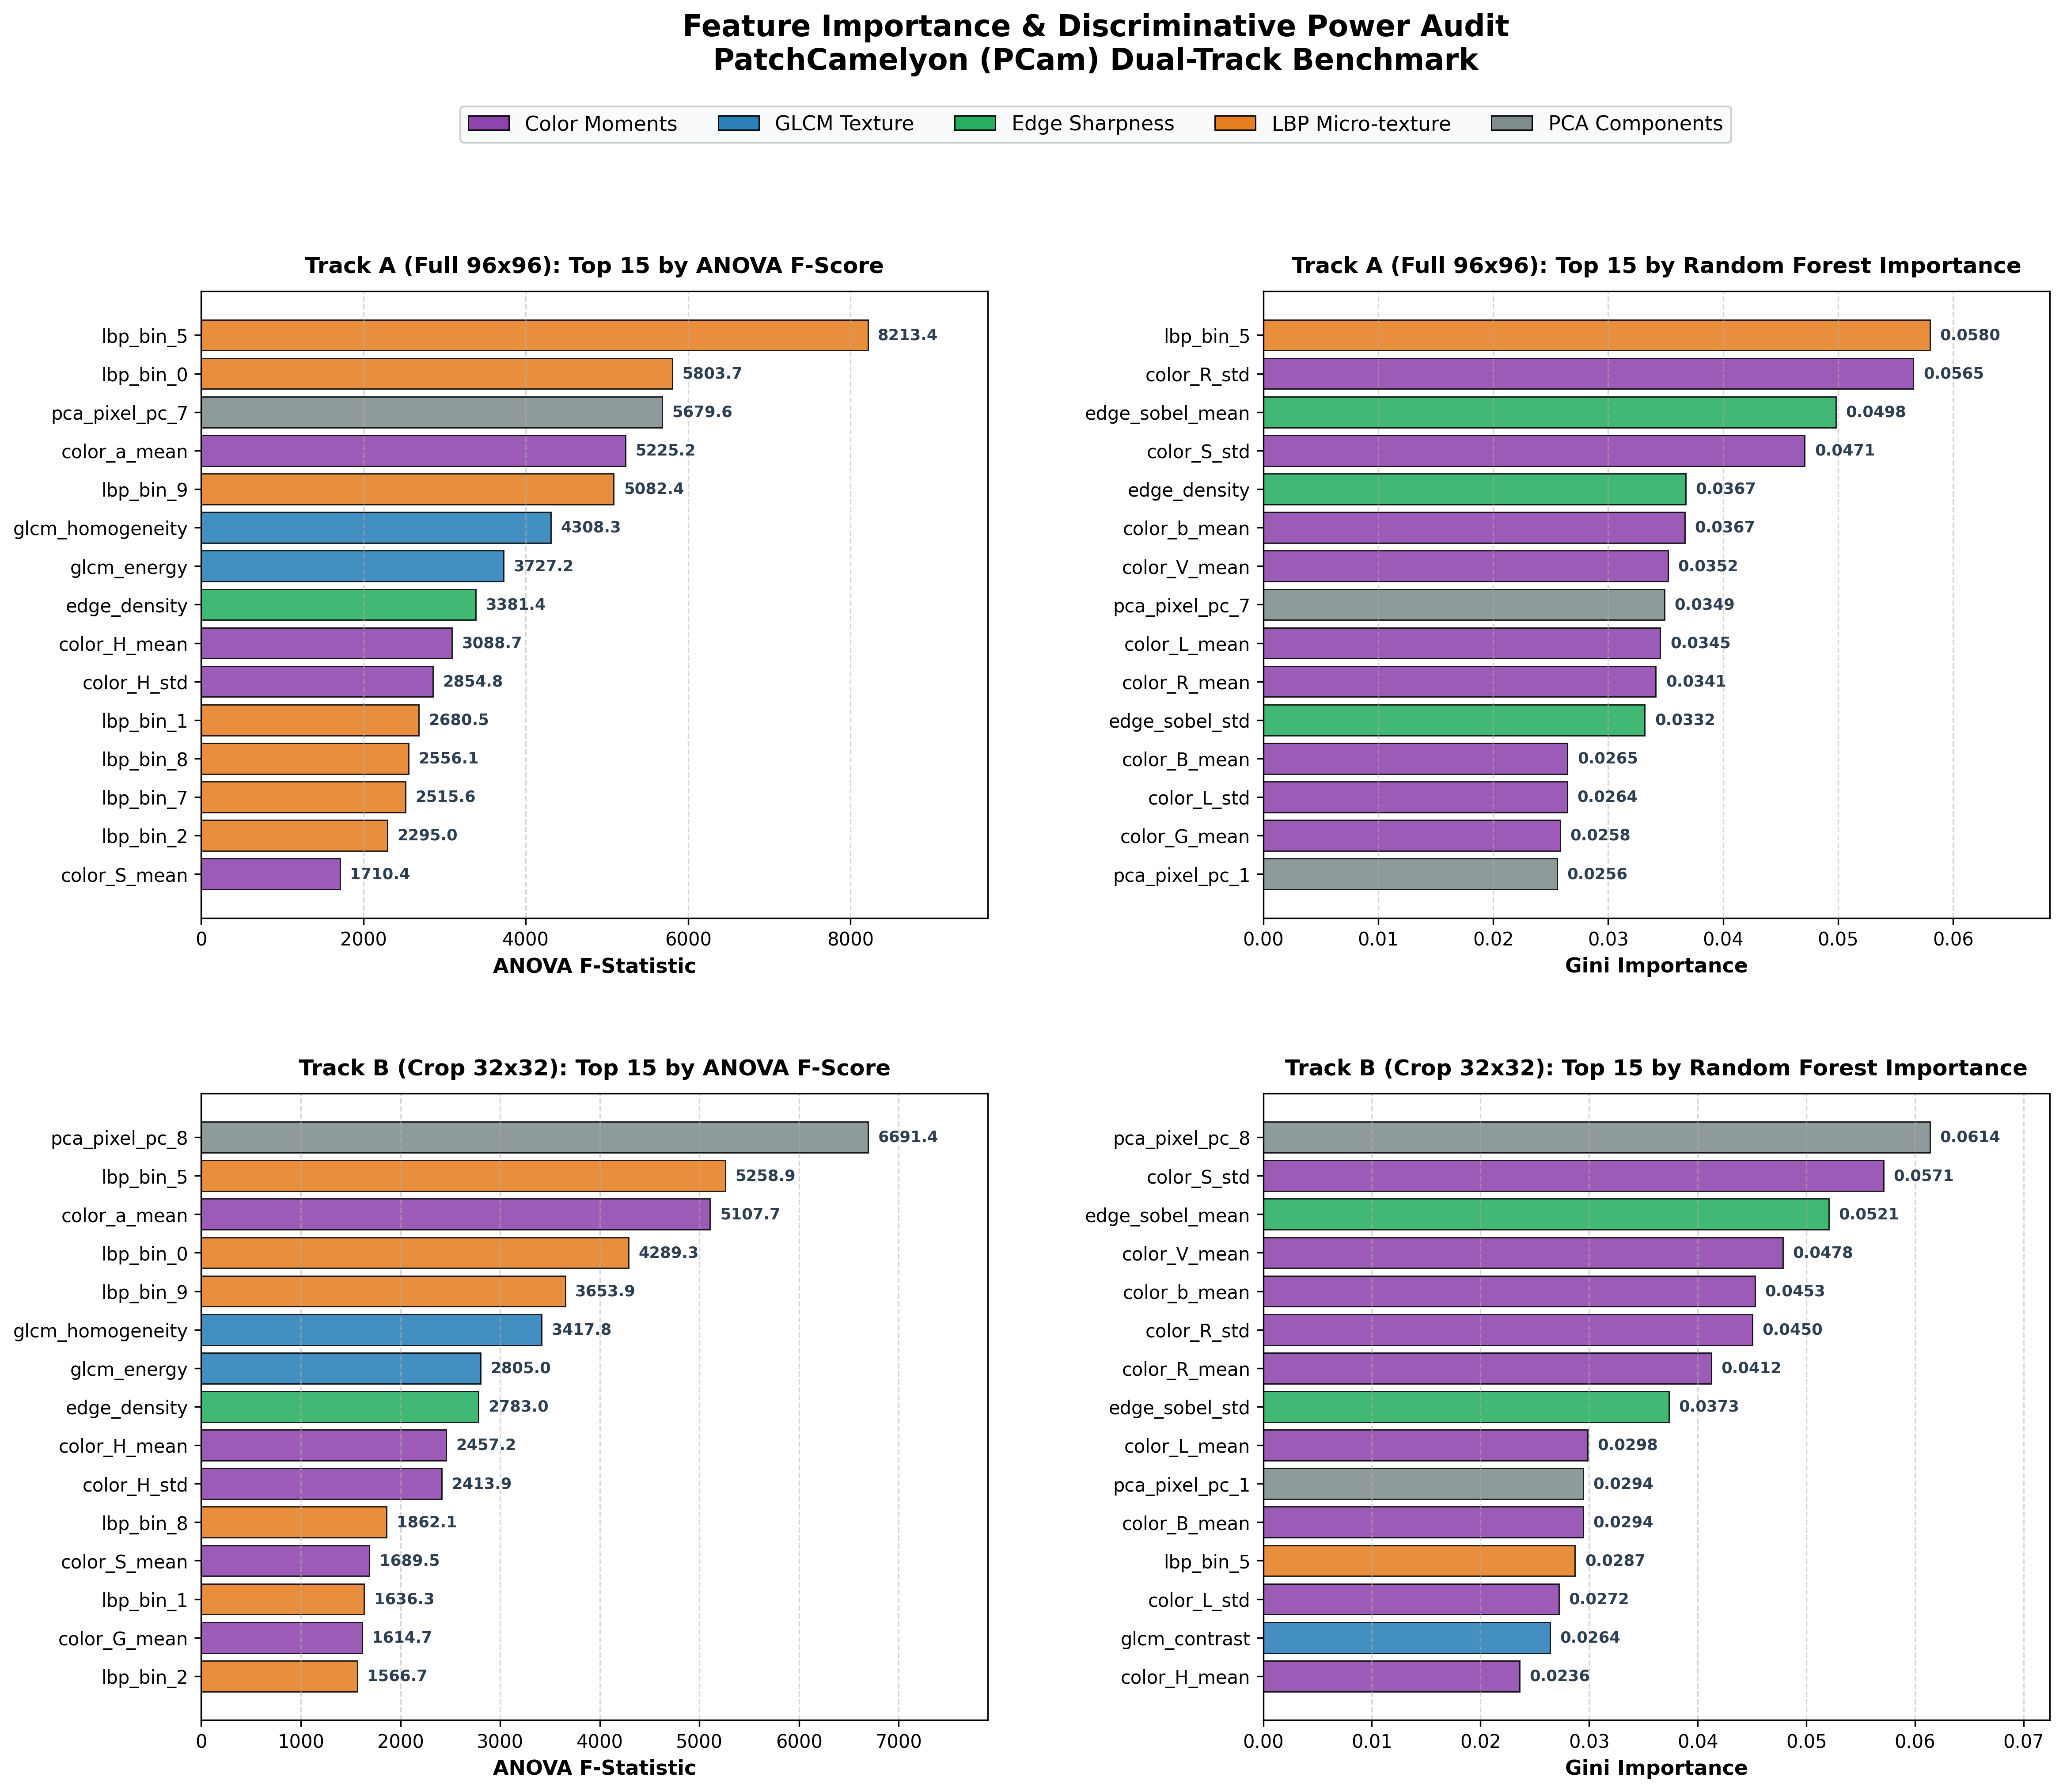 Feature Importance & Discriminative Power Audit
PatchCamelyon (PCam) Dual-Track Benchmark
Color Moments GLCM Texture Edge Sharpness LBP Micro-texture PCA Components
Track A (Full 96x96): Top 15 by ANOVA F-Score
lbp_bin_5 8213.4
lbp_bin_0 5803.7
pca_pixel_pc_7 5679.6
color_a_mean 5225.2
lbp_bin_9 5082.4
glcm_homogeneity 4308.3
glcm_energy 3727.2
edge_density 3381.4
color_H_mean 3088.7
color_H_std 2854.8
lbp_bin_1 2680.5
lbp_bin_8 2556.1
lbp_bin_7 2515.6
lbp_bin_2 2295.0
color_S_mean 1710.4
0 2000 4000 6000 8000
ANOVA F-Statistic
Track A (Full 96x96): Top 15 by Random Forest Importance
lbp_bin_5 0.0580
color_R_std 0.0565
edge_sobel_mean 0.0498
color_S_std 0.0471
edge_density 0.0367
color_b_mean 0.0367
color_V_mean 0.0352
pca_pixel_pc_7 0.0349
color_L_mean 0.0345
color_R_mean 0.0341
edge_sobel_std 0.0332
color_B_mean 0.0265
color_L_std 0.0264
color_G_mean 0.0258
pca_pixel_pc_1 0.0256
0.00 0.01 0.02 0.03 0.04 0.05 0.06
Gini Importance
Track B (Crop 32x32): Top 15 by ANOVA F-Score
pca_pixel_pc_8 6691.4
lbp_bin_5 5258.9
color_a_mean 5107.7
lbp_bin_0 4289.3
lbp_bin_9 3653.9
glcm_homogeneity 3417.8
glcm_energy 2805.0
edge_density 2783.0
color_H_mean 2457.2
color_H_std 2413.9
lbp_bin_8 1862.1
color_S_mean 1689.5
lbp_bin_1 1636.3
color_G_mean 1614.7
lbp_bin_2 1566.7
0 1000 2000 3000 4000 5000 6000 7000
ANOVA F-Statistic
Track B (Crop 32x32): Top 15 by Random Forest Importance
pca_pixel_pc_8 0.0614
color_S_std 0.0571
edge_sobel_mean 0.0521
color_V_mean 0.0478
color_b_mean 0.0453
color_R_std 0.0450
color_R_mean 0.0412
edge_sobel_std 0.0373
color_L_mean 0.0298
pca_pixel_pc_1 0.0294
color_B_mean 0.0294
lbp_bin_5 0.0287
color_L_std 0.0272
glcm_contrast 0.0264
color_H_mean 0.0236
0.00 0.01 0.02 0.03 0.04 0.05 0.06 0.07
Gini Importance